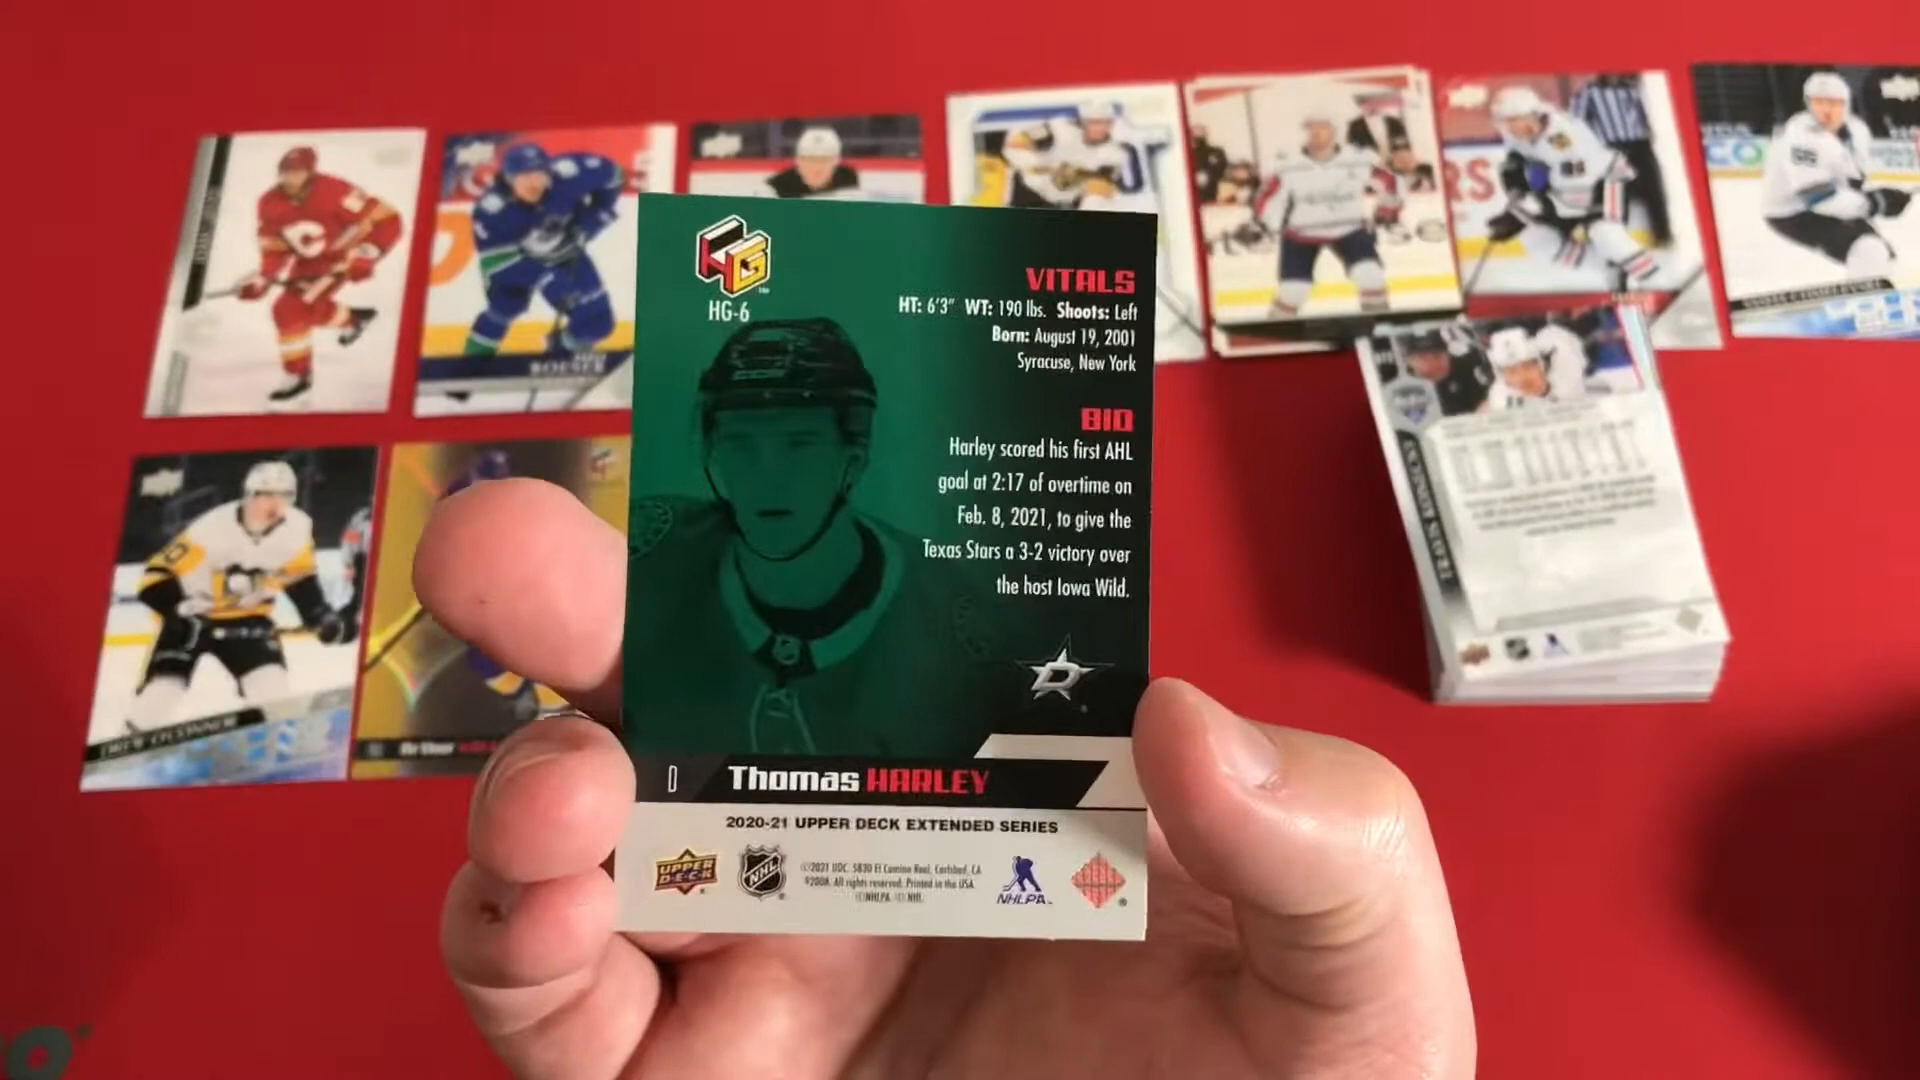 HG
HG-6
VITALS
HT: 6'3" WT: 190 lbs. Shoots: Left
Born: August 19, 2001
Syracuse, New York
BIO
Harley scored his first AHL
goal at 2:17 of overtime on
Feb. 8, 2021, to give the
Texas Stars a 3-2 victory over
the host Iowa Wild.
D
D Thomas HARLEY
2020-21 UPPER DECK EXTENDED SERIES
UPPER DECK
NHL
©2021 UDC. 5830 El Camino Real, Carlsbad, CA
92008. All rights reserved. Printed in the USA.
©NHLPA. © NHL.
NHLPA
DREW O'CONNOR
Arthur